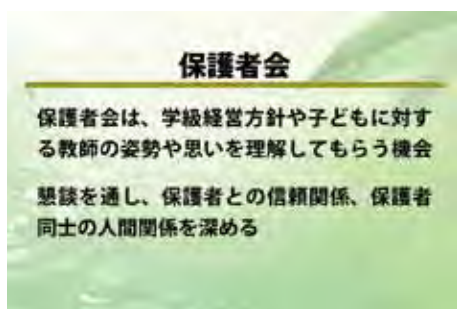 保護者会
保護者会は、学級経営方針や子どもに対す
る教師の姿勢や思いを理解してもらう機会
懇談を通し、保護者との信頼関係、保護者
同士の人間関係を深める